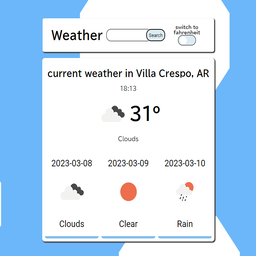 Weather
Search
switch to
fahrenheit
current weather in Villa Crespo, AR
18:13
31º
Clouds
2023-03-08 2023-03-09 2023-03-10
Clouds Clear Rain